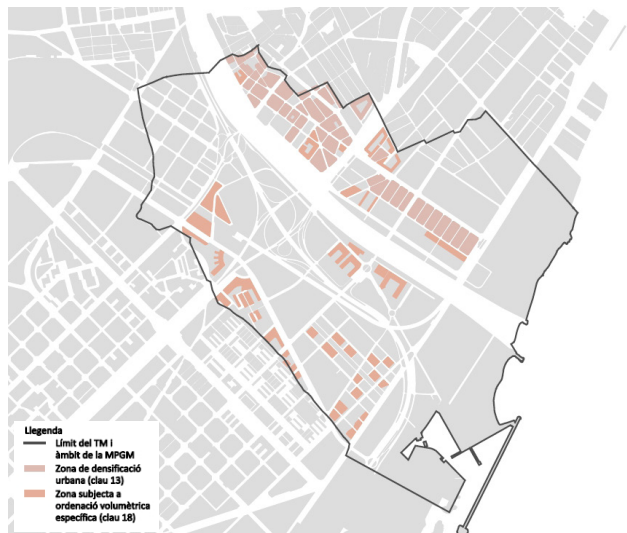 Llegenda
Límit del TM i
àmbit de la MPGM
Zona de densificació
urbana (clau 13)
Zona subjecta a
ordenació volumètrica
específica (clau 18)